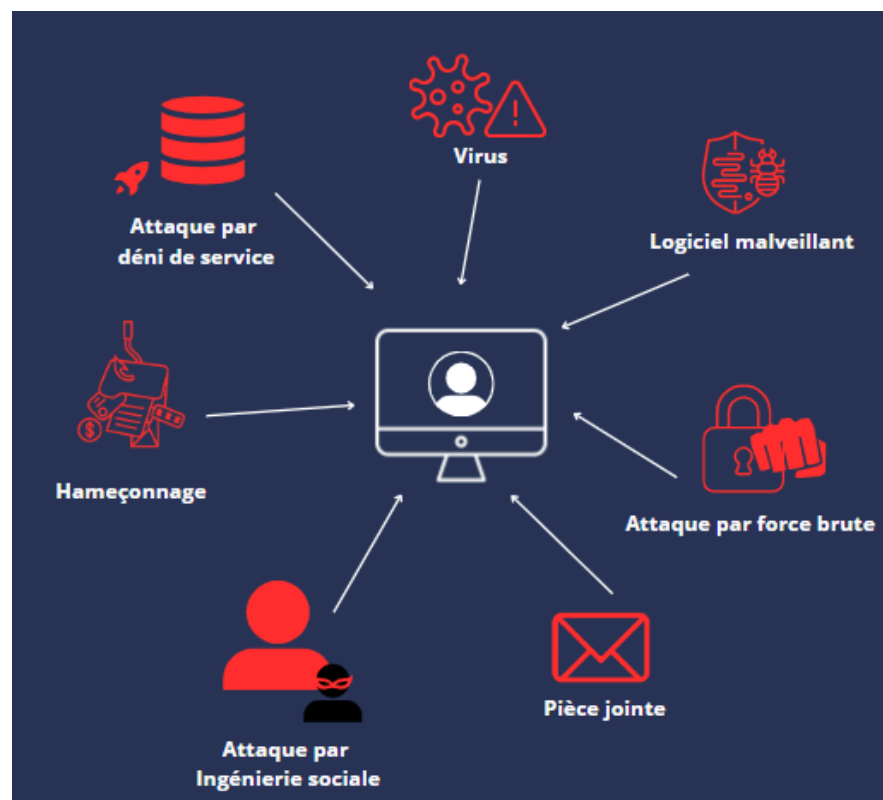 Virus
Attaque par
déni de service
Logiciel malveillant
Hameçonnage
Attaque par force brute
Pièce jointe
Attaque par
Ingénierie sociale